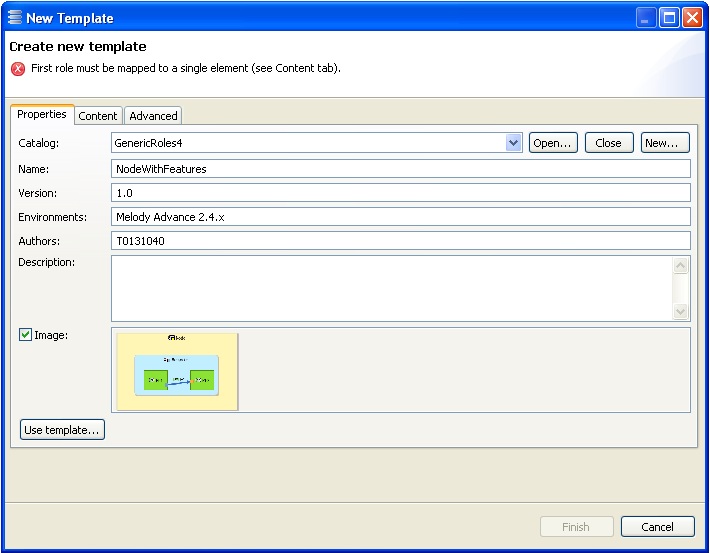 New Template
Create new template
First role must be mapped to a single element (see Content tab).
Properties Content Advanced
Catalog: GenericRoles4 Open... Close New...
Name: NodeWithFeatures
Version: 1.0
Environments: Melody Advance 2.4.x
Authors: T0131040
Description:
Image:
Use template...
Finish Cancel